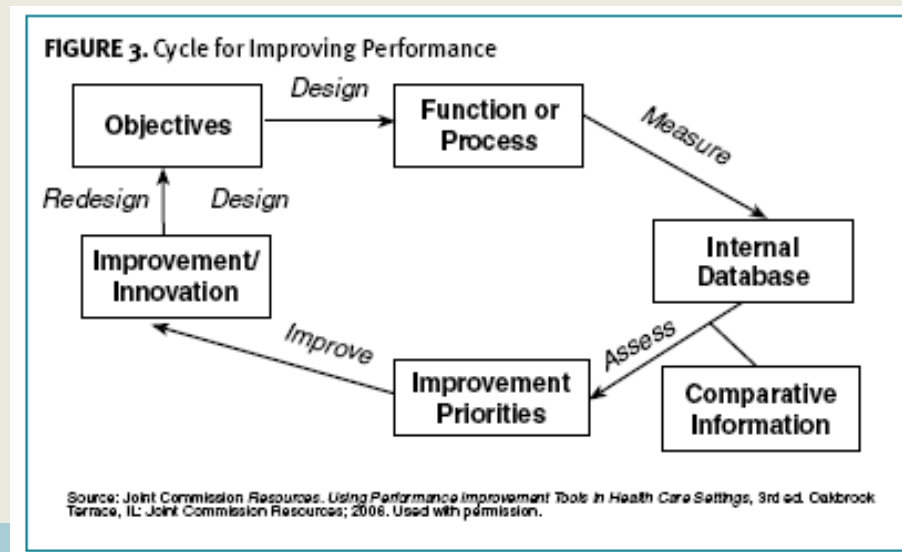 FIGURE 3. Cycle for Improving Performance
Design
Objectives
Function or
Process
Measure
Redesign
Design
Internal
Database
Improvement/
Innovation
Improve
Assess
Improvement
Priorities
Comparative
Information
Source: Joint Commission Resources. Using Performance Improvement Tools in Health Care Settings, 3rd ed. Oakbrook
Terrace, IL: Joint Commission Resources; 2006. Used with permission.